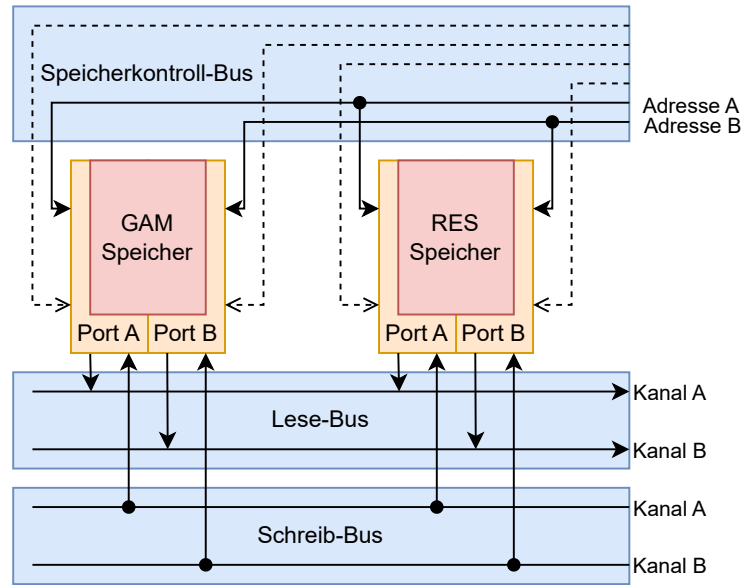 Speicherkontroll-Bus
Adresse A
Adresse B
GAM
Speicher
RES
Speicher
Port A
Port B
Port A
Port B
Kanal A
Lese-Bus
Kanal B
Kanal A
Schreib-Bus
Kanal B